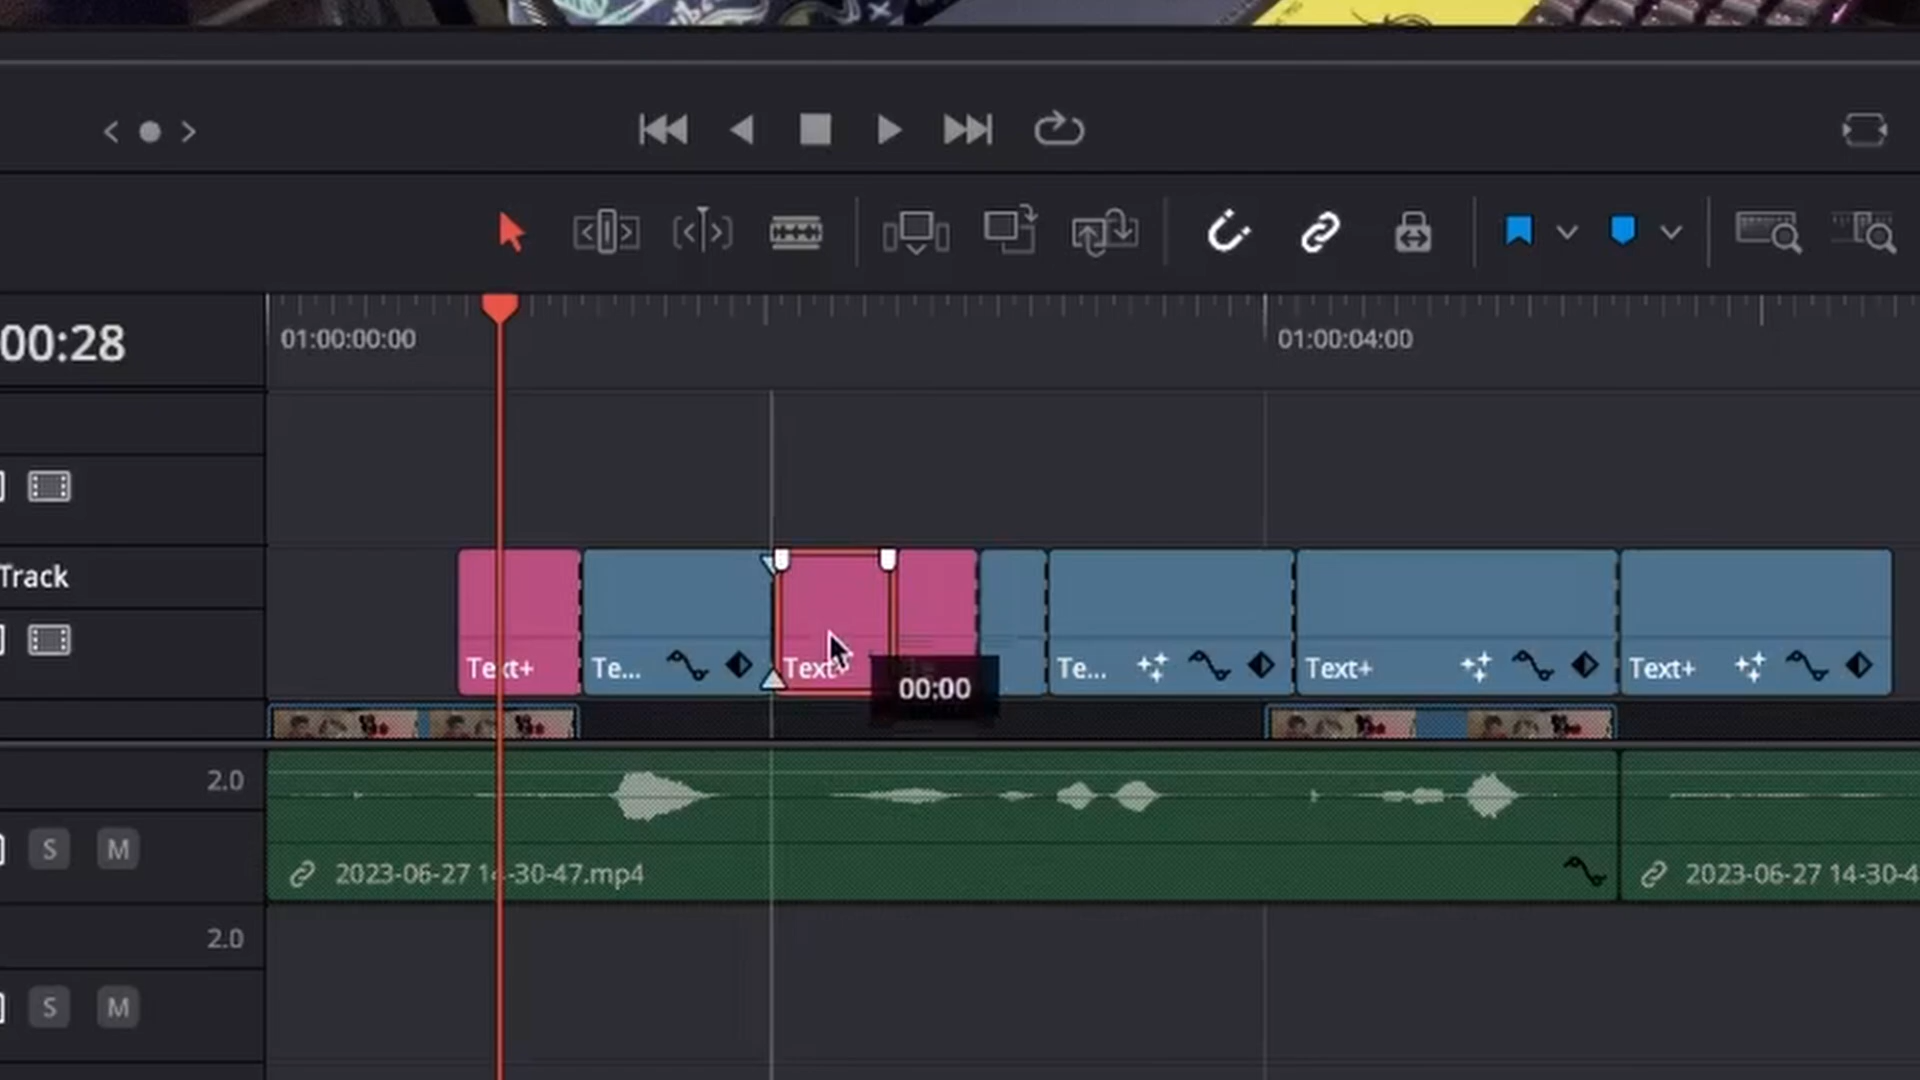 00:28
01:00:00:00
01:00:04:00
Track
Text+
Te...
Text+
00:00
Te...
Text+
Text+
2.0
S
M
2023-06-27 14-30-47.mp4
2023-06-27 14-30-4
2.0
S
M